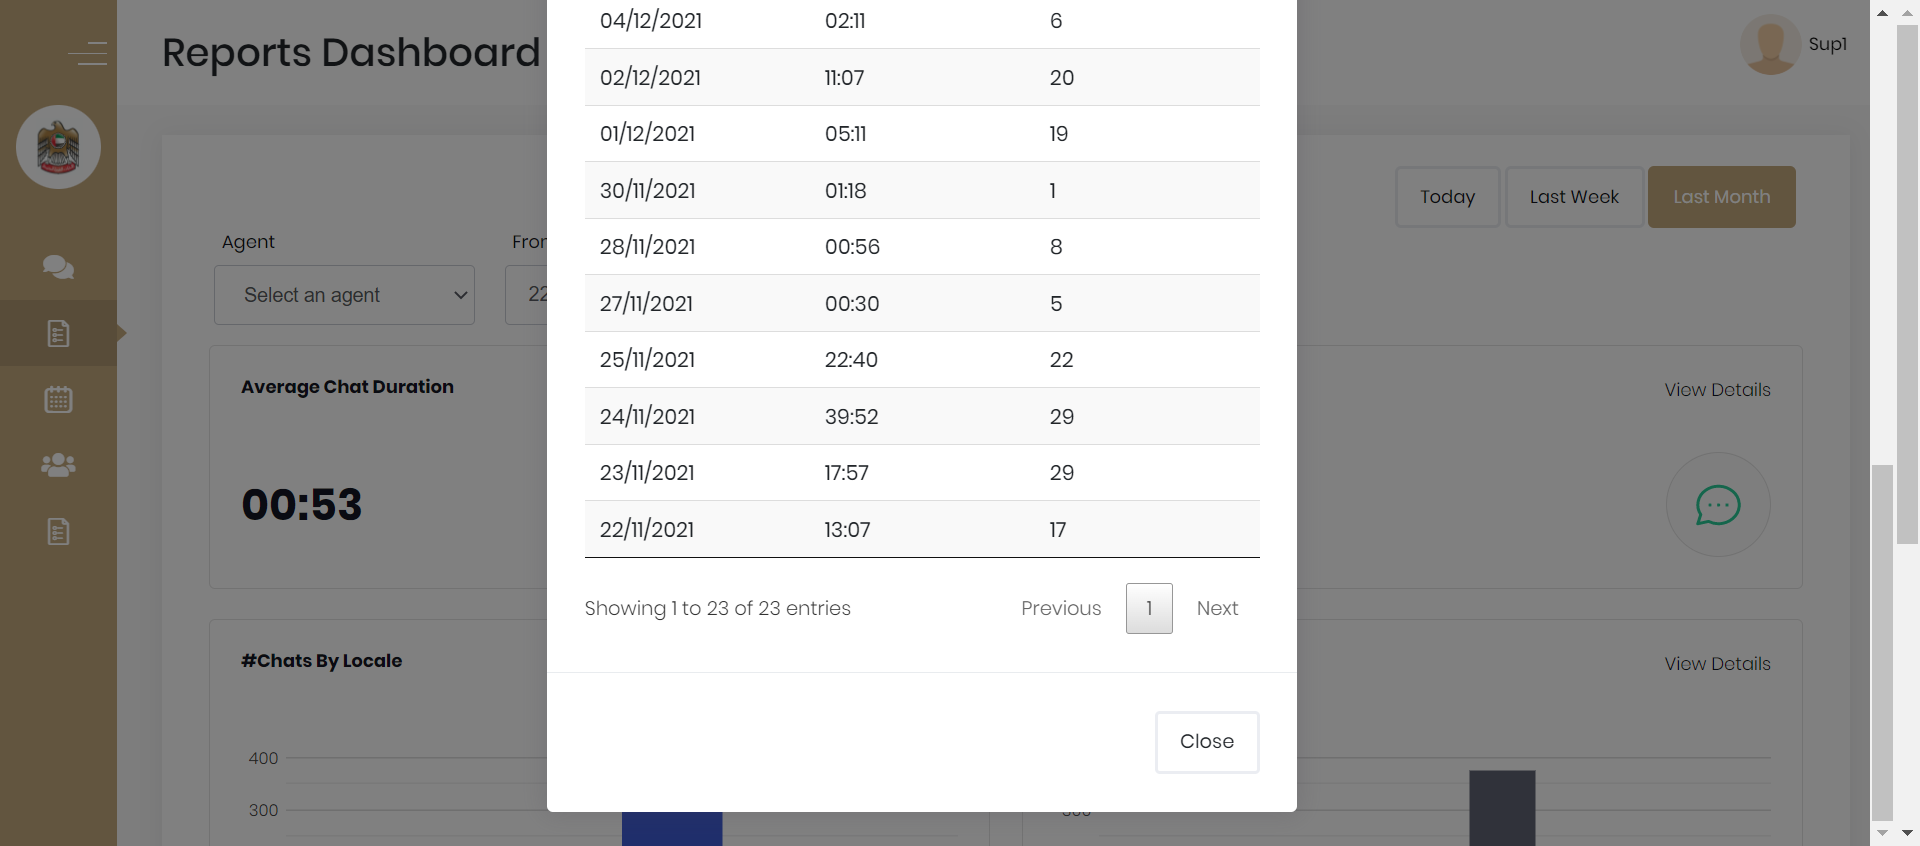 04/12/2021 02:11 6
Reports Dashboard
Sup1
02/12/2021 11:07 20
01/12/2021 05:11 19
30/11/2021 01:18 1
Today Last Week Last Month
Agent
28/11/2021 00:56 8
Select an agent
22
27/11/2021 00:30 5
25/11/2021 22:40 22
Average Chat Duration
View Details
24/11/2021 39:52 29
23/11/2021 17:57 29
00:53
22/11/2021 13:07 17
Showing 1 to 23 of 23 entries
Previous 1 Next
#Chats By Locale
View Details
Close
400
300